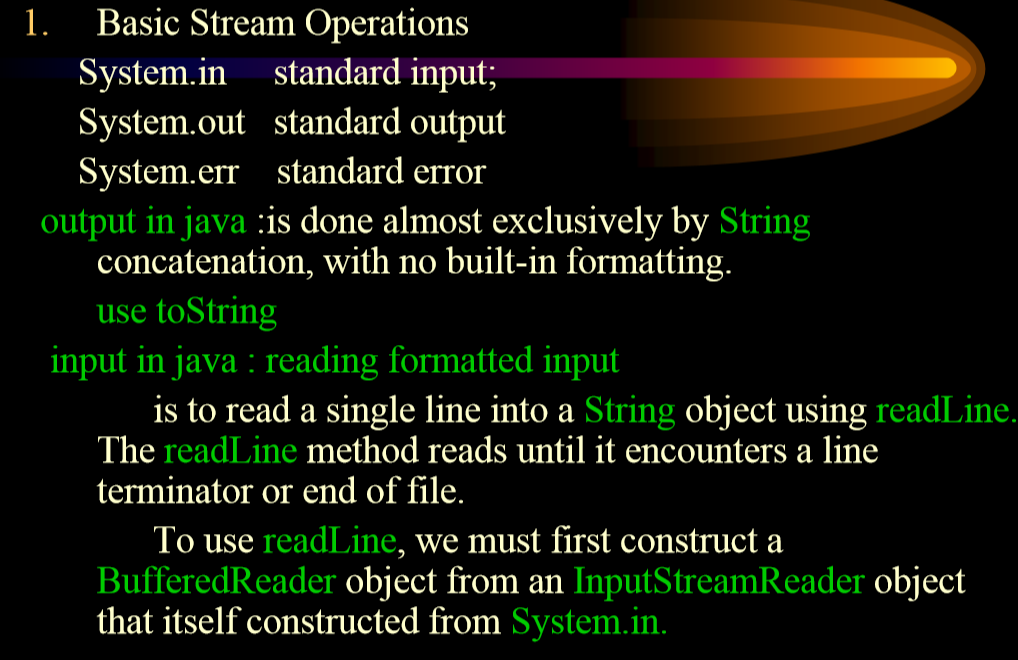 1. Basic Stream Operations
System.in standard input;
System.out standard output
System.err standard error
output in java :is done almost exclusively by String
concatenation, with no built-in formatting.
use toString
input in java : reading formatted input
is to read a single line into a String object using readLine.
The readLine method reads until it encounters a line
terminator or end of file.
To use readLine, we must first construct a
BufferedReader object from an InputStreamReader object
that itself constructed from System.in.